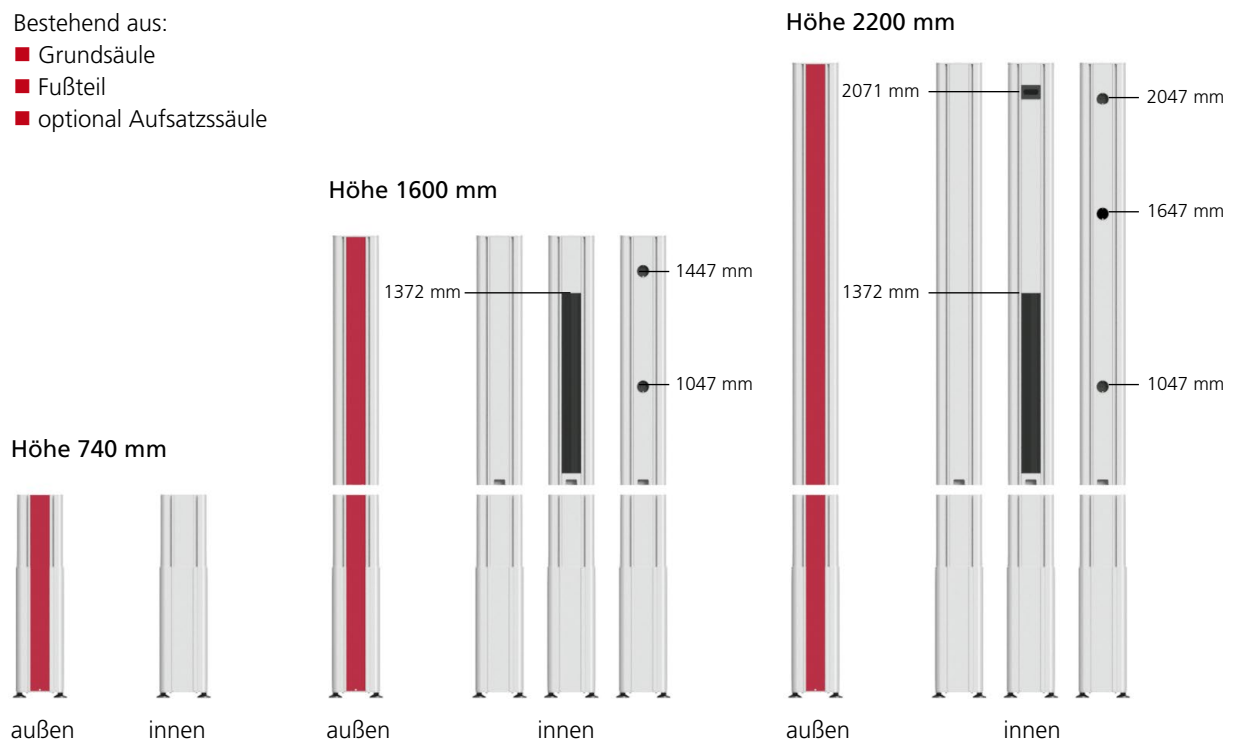 Bestehend aus:
Grundsäule
Fußteil
optional Aufsatzssäule
Höhe 2200 mm
2071 mm
2047 mm
1647 mm
1372 mm
1047 mm
Höhe 1600 mm
1447 mm
1372 mm
1047 mm
Höhe 740 mm
außen
innen
außen
innen
außen
innen